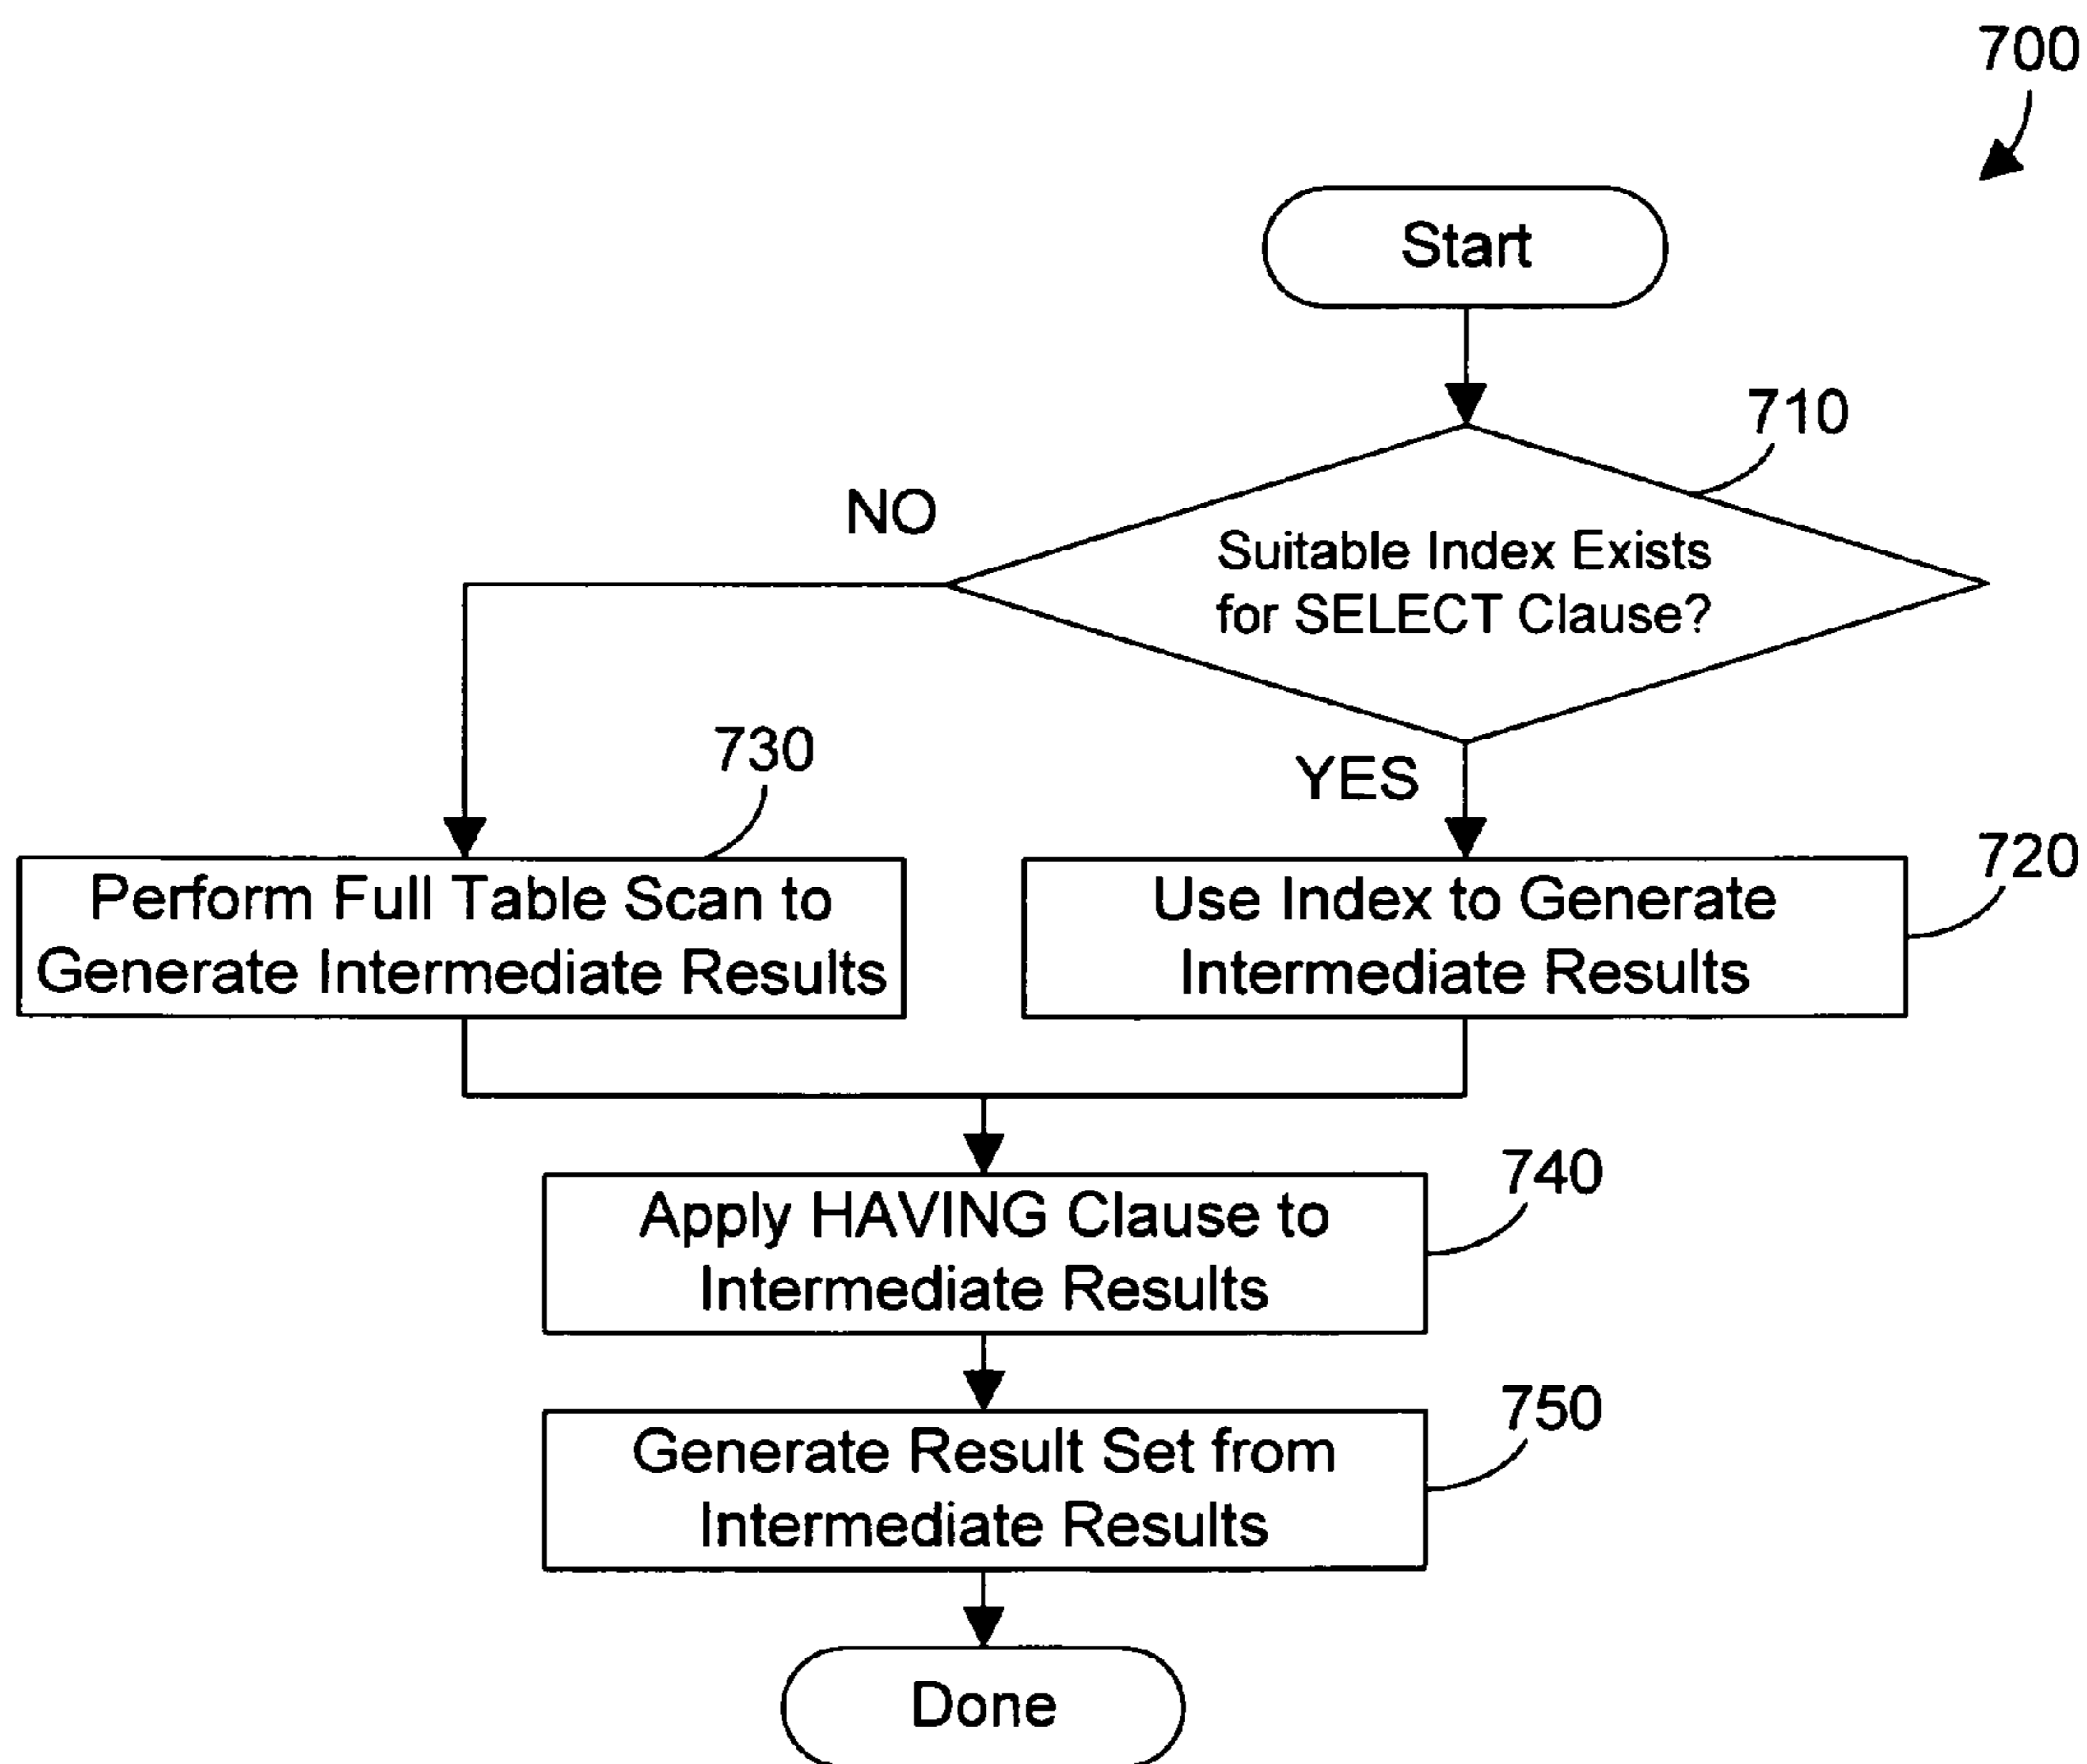 700
Start
710
NO
Suitable Index Exists
for SELECT Clause?
730
YES
720
Perform Full Table Scan to
Generate Intermediate Results
Use Index to Generate
Intermediate Results
740
Apply HAVING Clause to
Intermediate Results
750
Generate Result Set from
Intermediate Results
Done